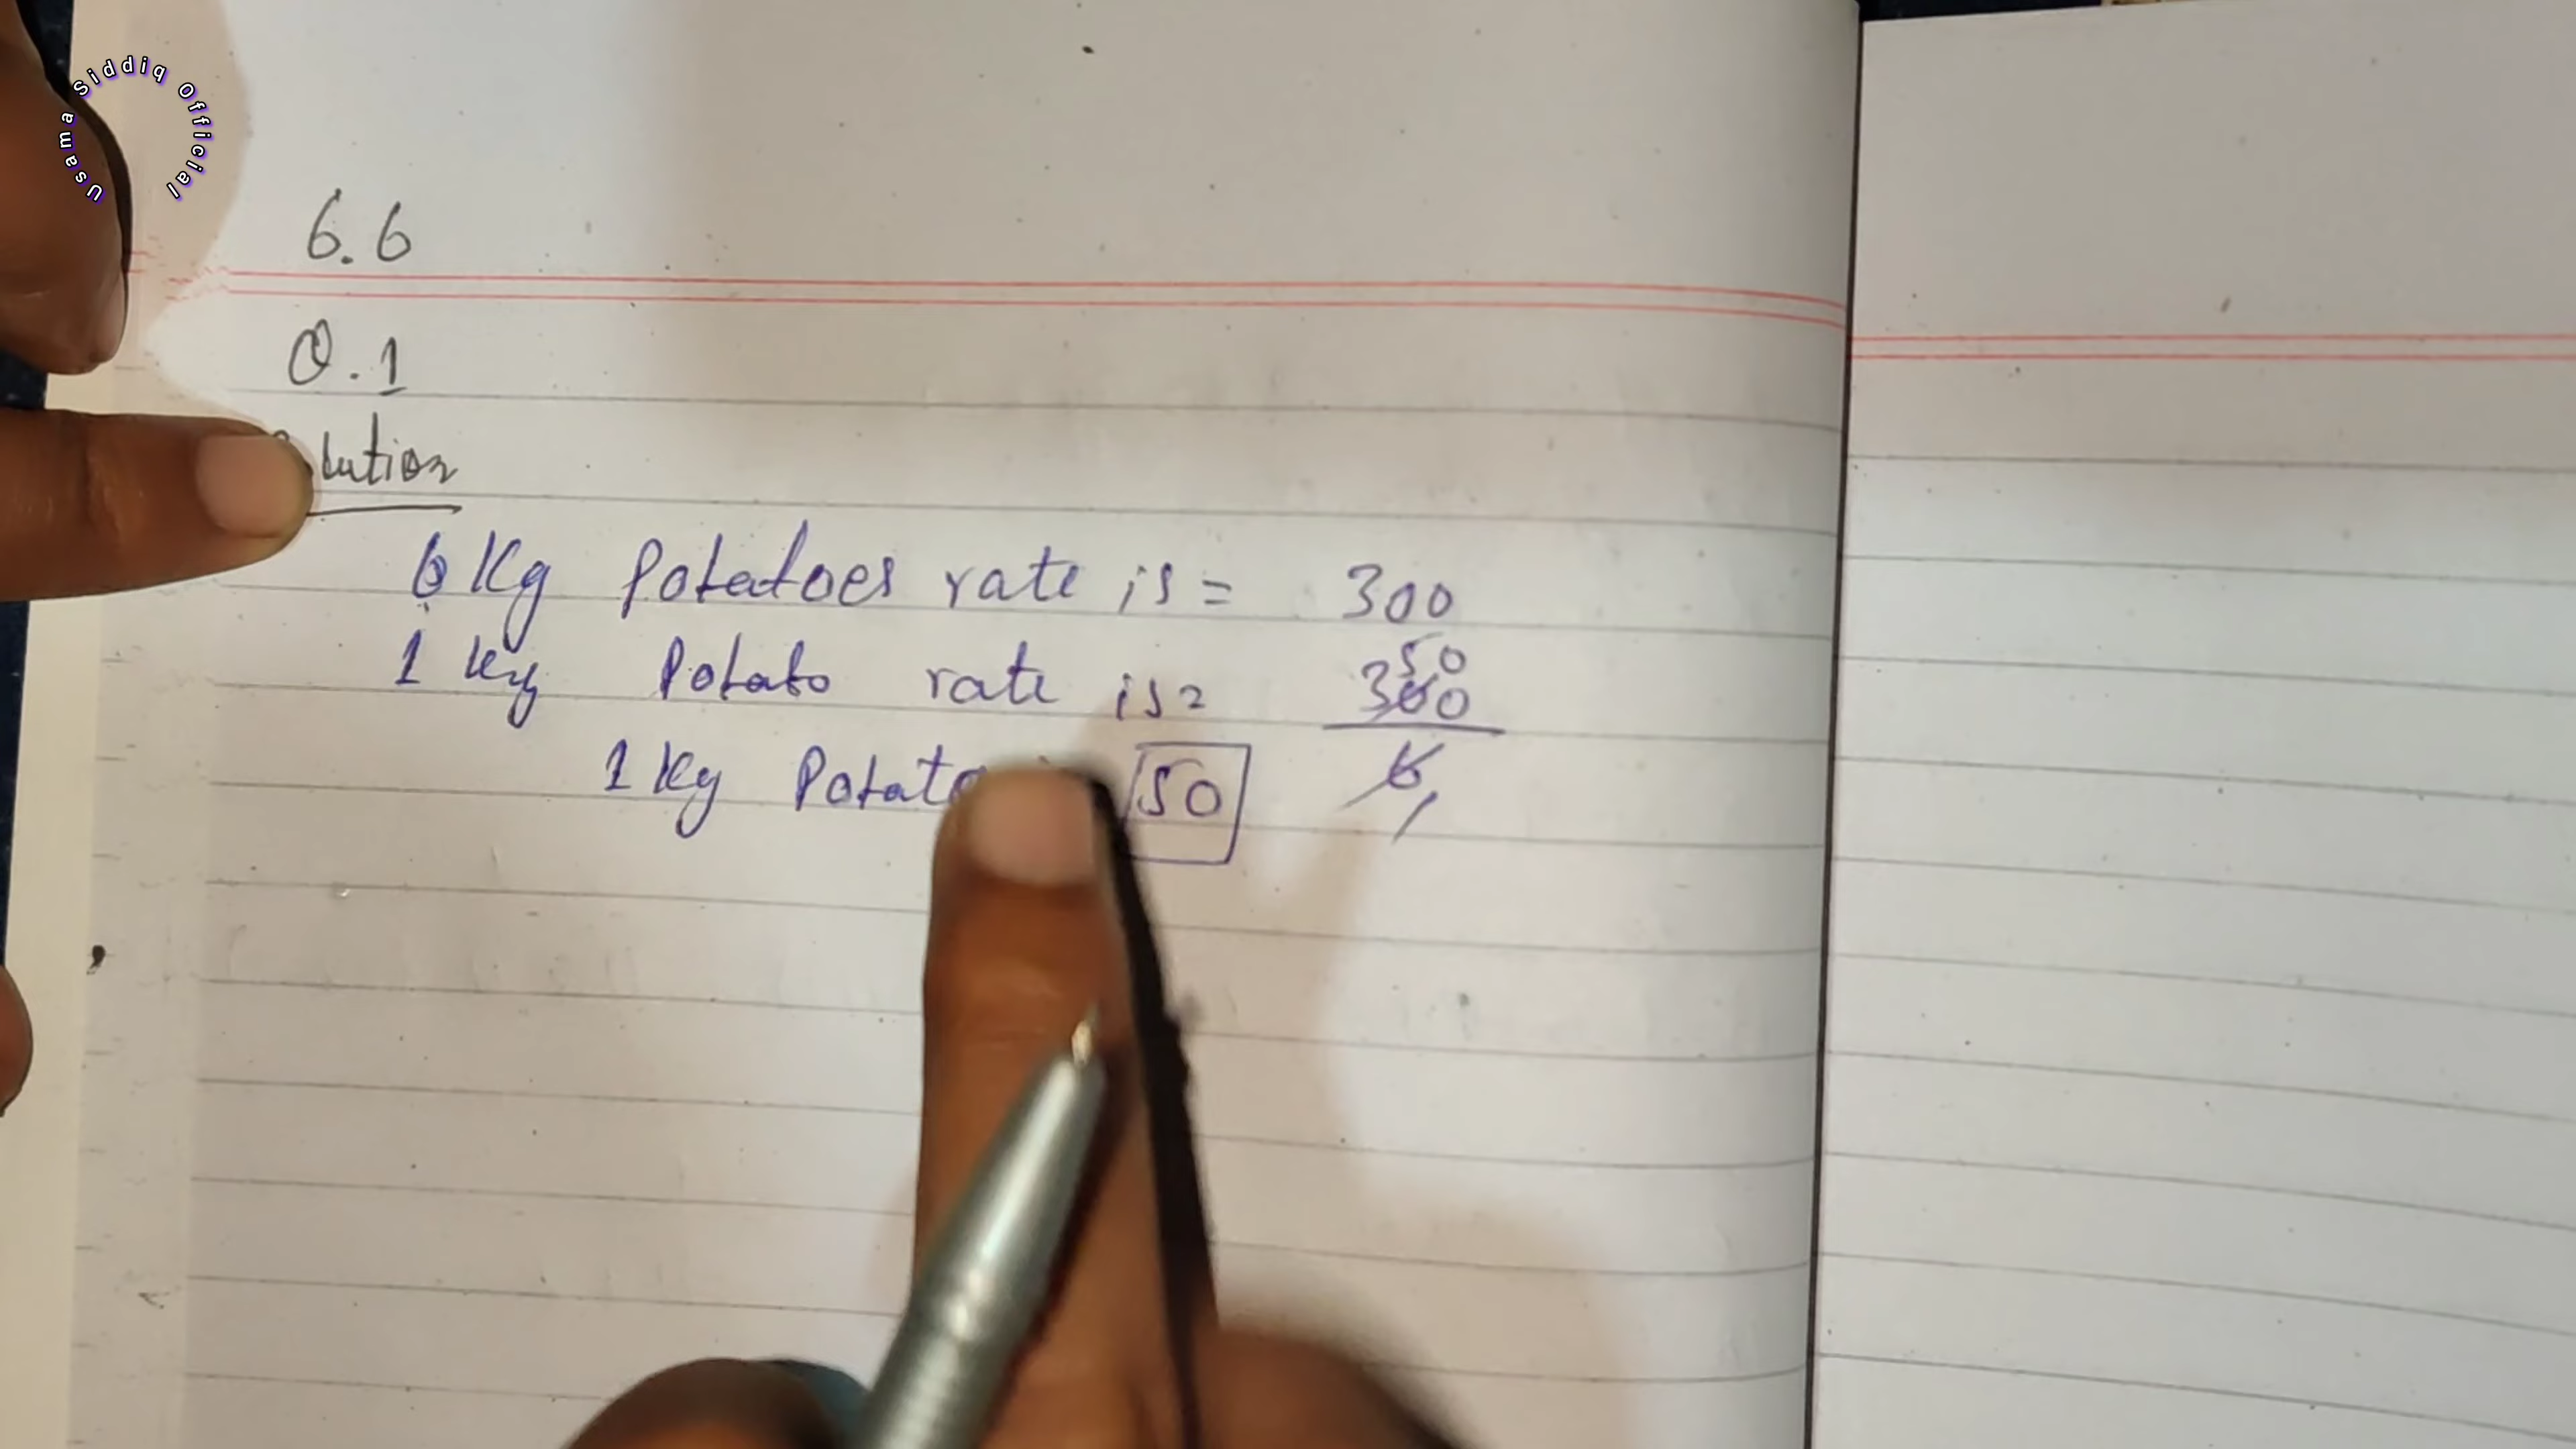 Usama Siddiq Official
6.6
Q.1
lution
6 Kg Potatoes rate is = 300
1 kg Potato rate is = 300
50
6
1 Kg Potato 50